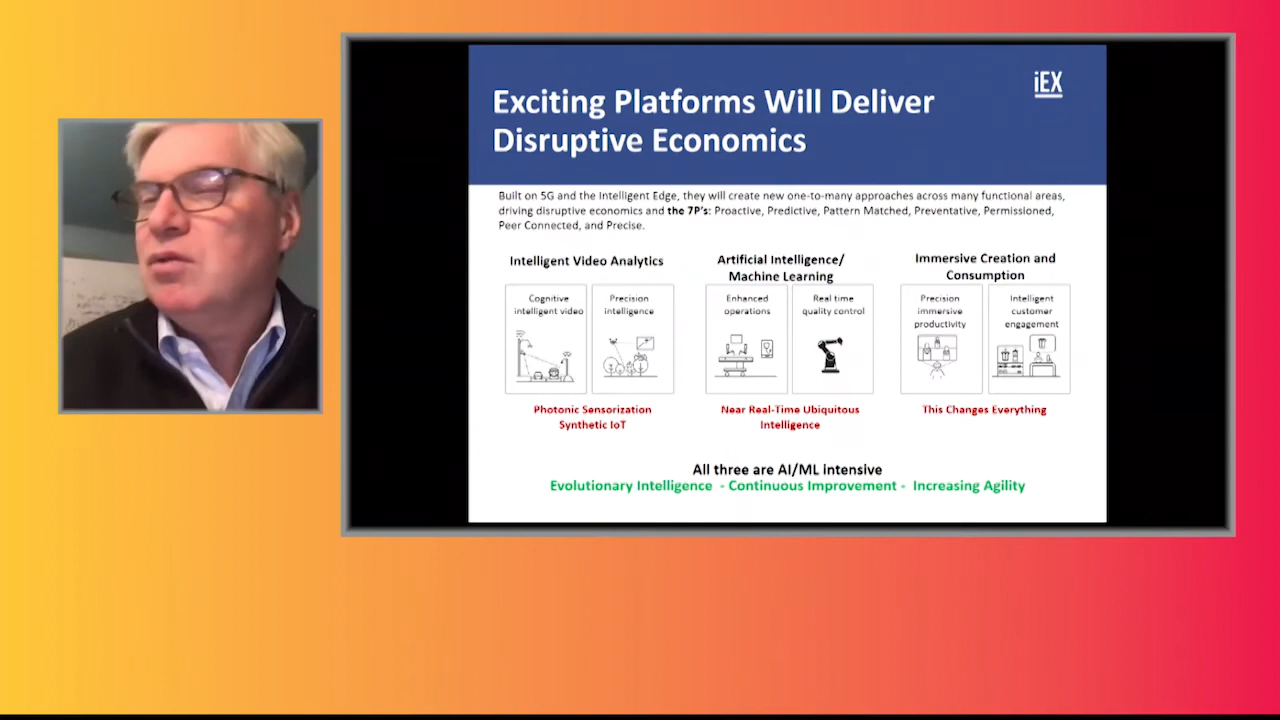 Exciting Platforms Will Deliver
Disruptive Economics
iEX
Built on 5G and the Intelligent Edge, they will create new one-to-many approaches across many functional areas,
driving disruptive economics and the 7P's: Proactive, Predictive, Pattern Matched, Preventative, Permissioned,
Peer Connected, and Precise.
Intelligent Video Analytics
Cognitive
intelligent video
Precision
intelligence
Photonic Sensorization
Synthetic IoT
Artificial Intelligence/
Machine Learning
Enhanced
operations
Real time
quality control
Near Real-Time Ubiquitous
Intelligence
Immersive Creation and
Consumption
Precision
immersive
productivity
Intelligent
customer
engagement
This Changes Everything
All three are AI/ML intensive
Evolutionary Intelligence - Continuous Improvement - Increasing Agility